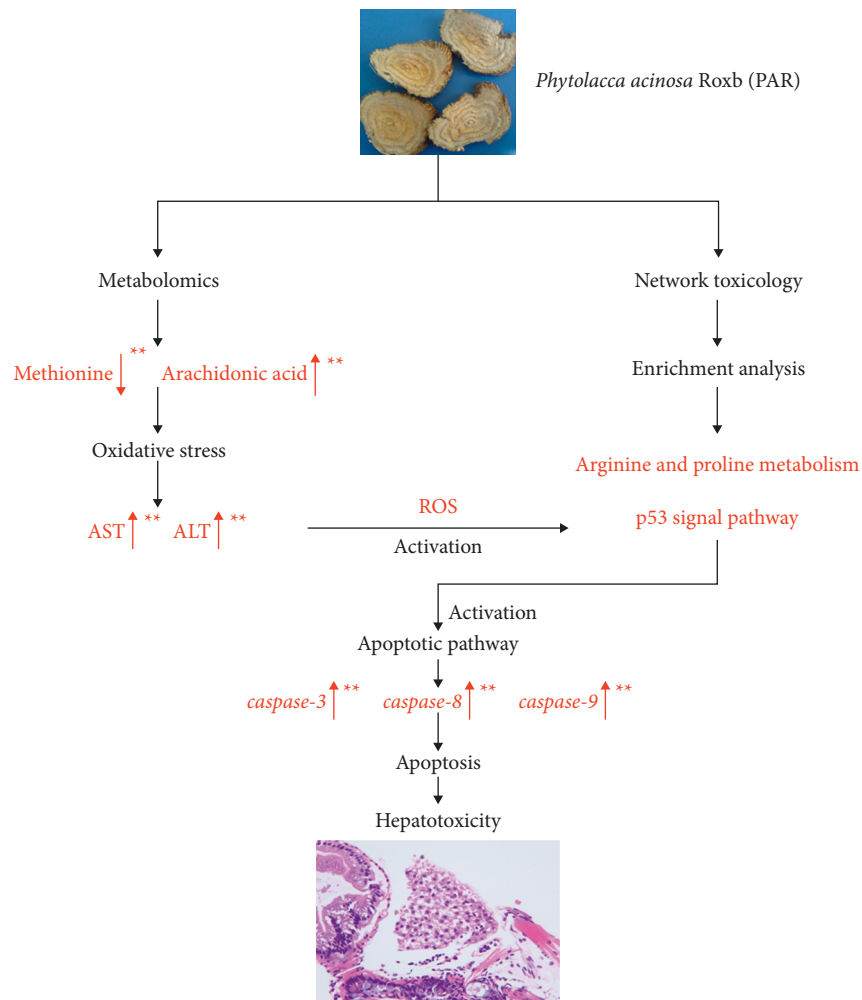 Phytolacca acinosa Roxb (PAR)
Metabolomics
Network toxicology
Methionine ** Arachidonic acid **
Enrichment analysis
Oxidative stress
Arginine and proline metabolism
AST ** ALT **
ROS
Activation
p53 signal pathway
Activation
Apoptotic pathway
caspase-3 ** caspase-8 ** caspase-9 **
Apoptosis
Hepatotoxicity